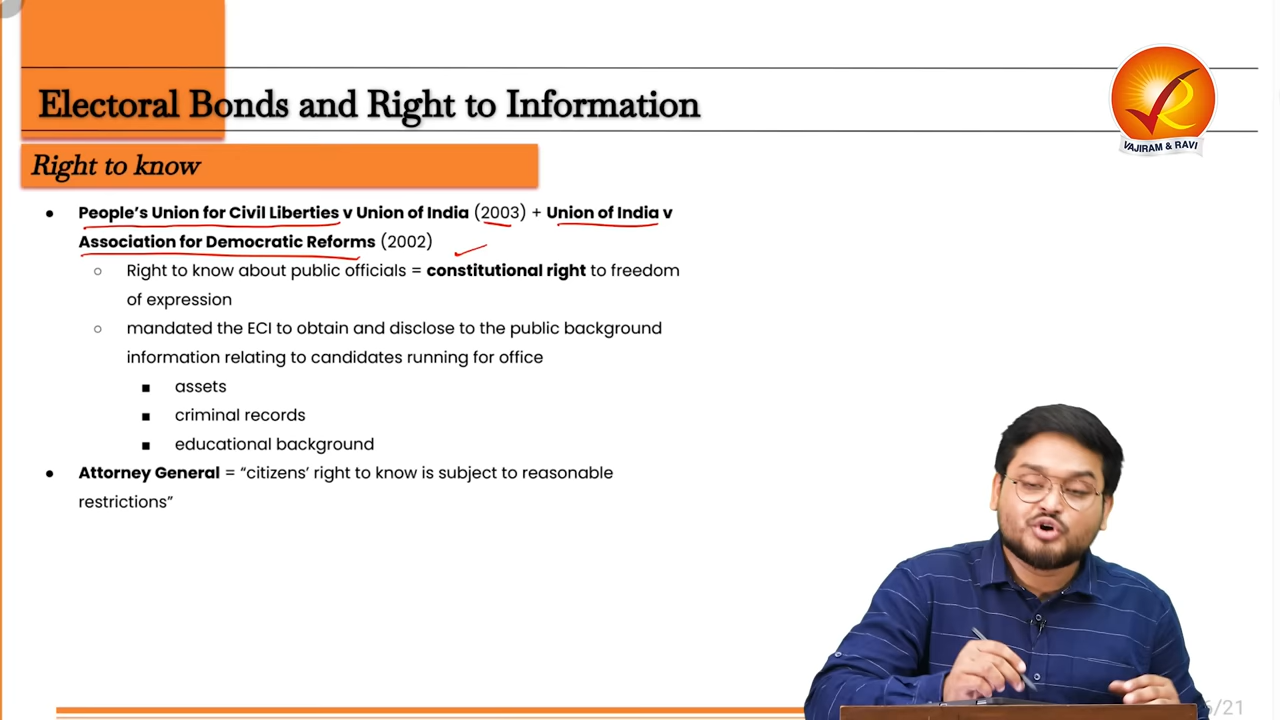 Electoral Bonds and Right to Information
VAJIRAM & RAVI
Right to know
● People’s Union for Civil Liberties v Union of India (2003) + Union of India v
Association for Democratic Reforms (2002)
○ Right to know about public officials = constitutional right to freedom
of expression
○ mandated the ECI to obtain and disclose to the public background
information relating to candidates running for office
■ assets
■ criminal records
■ educational background
● Attorney General = “citizens’ right to know is subject to reasonable
restrictions”
/21